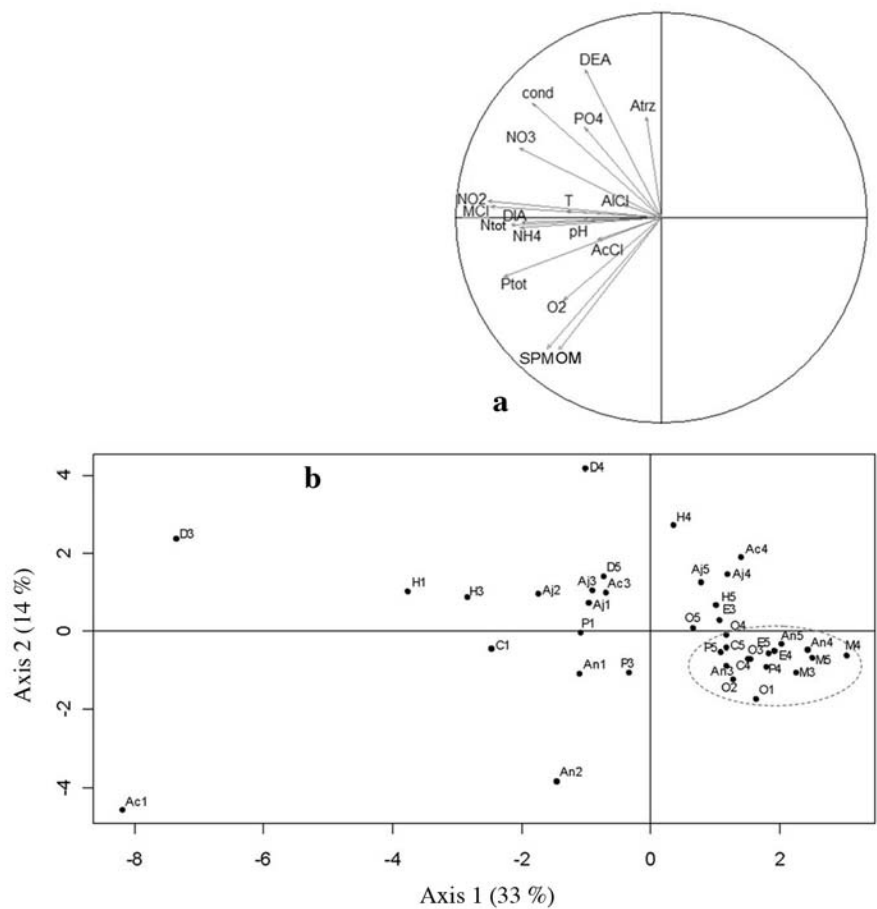 DEA
cond
Atrz
PO4
NO3
NO2
T
AlCl
MCl
DIA
Ntot
NH4
pH
AcCl
Ptot
O2
SPM OM
a
b
D4
D3
H4
Ac4
Aj5
Aj4
D5
Aj3
Ac3
H1
H3
Aj2
Aj1
H5
E3
O5
O4
P1
C1
An1
P3
P5
C5
O3
E5
An5
E4
An4
M4
M5
An3
C4
P4
M3
O2
O1
An2
Ac1
4
2
0
-2
-4
-8
-6
-4
-2
0
2
Axis 2 (14 %)
Axis 1 (33 %)